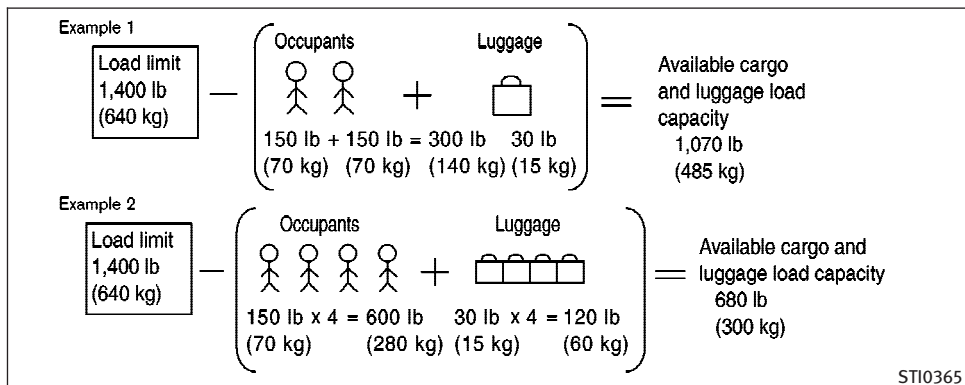 Example 1
Load limit
1,400 lb
(640 kg)
—
Occupants
Luggage
+
150 lb + 150 lb = 300 lb 30 lb
(70 kg) (70 kg) (140 kg) (15 kg)
=
Available cargo
and luggage load
capacity
1,070 lb
(485 kg)
Example 2
Load limit
1,400 lb
(640 kg)
—
Occupants
Luggage
+
150 lb x 4 = 600 lb 30 lb x 4 = 120 lb
(70 kg) (280 kg) (15 kg) (60 kg)
=
Available cargo and
luggage load capacity
680 lb
(300 kg)
STI0365